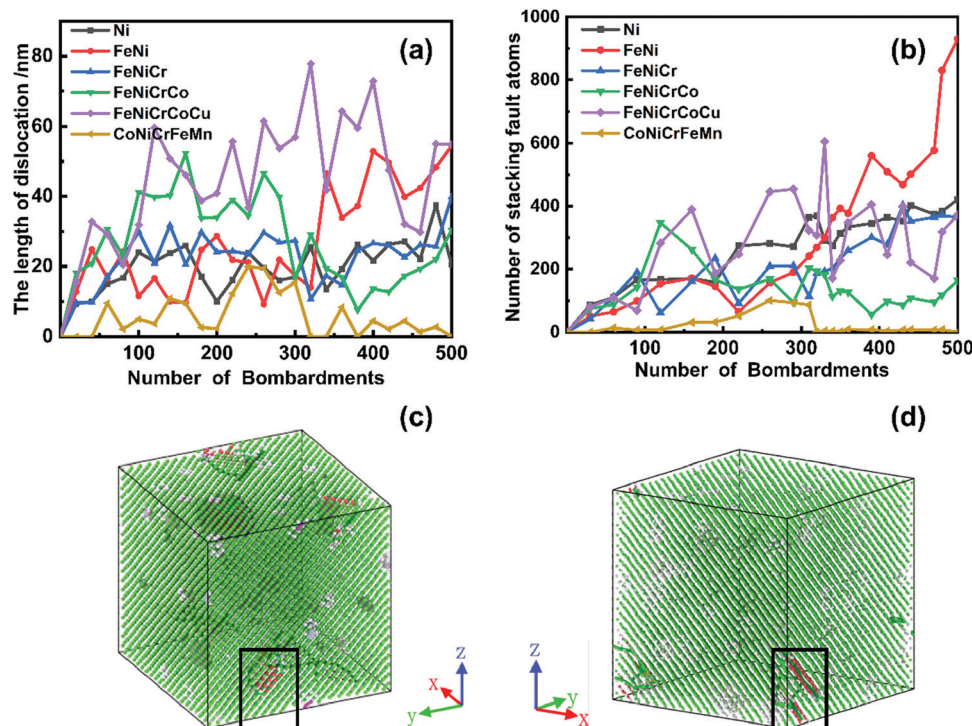 (a)
Ni
FeNi
FeNiCr
FeNiCrCo
FeNiCrCoCu
CoNiCrFeMn
The length of dislocation /nm
80
60
40
20
0
0 100 200 300 400 500
Number of Bombardments
(b)
Ni
FeNi
FeNiCr
FeNiCrCo
FeNiCrCoCu
CoNiCrFeMn
Number of stacking fault atoms
1000
800
600
400
200
0
0 100 200 300 400 500
Number of Bombardments
(c)
(d)
z
x
y
z
y
x